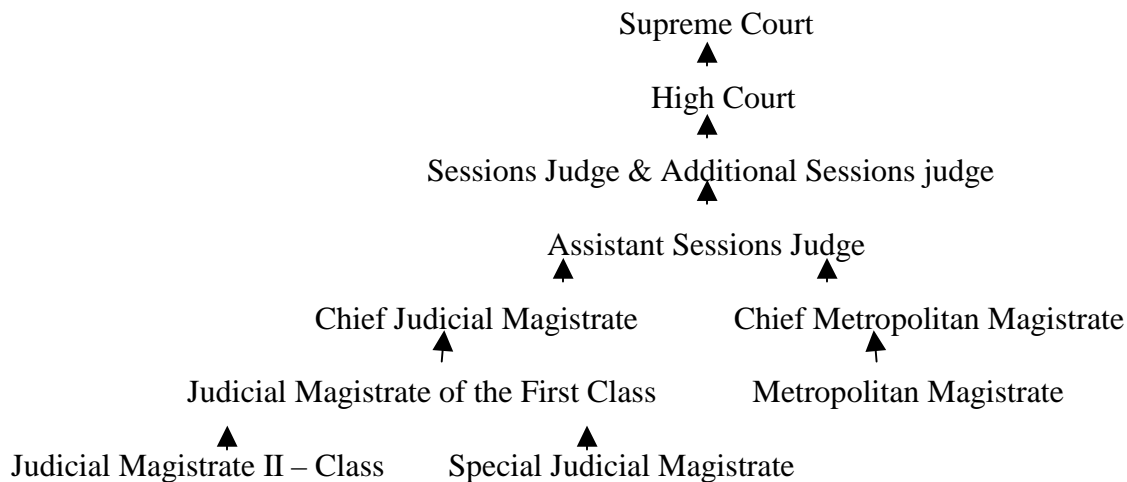 Supreme Court
High Court
Sessions Judge & Additional Sessions judge
Assistant Sessions Judge
Chief Judicial Magistrate Chief Metropolitan Magistrate
Judicial Magistrate of the First Class Metropolitan Magistrate
Judicial Magistrate II – Class Special Judicial Magistrate